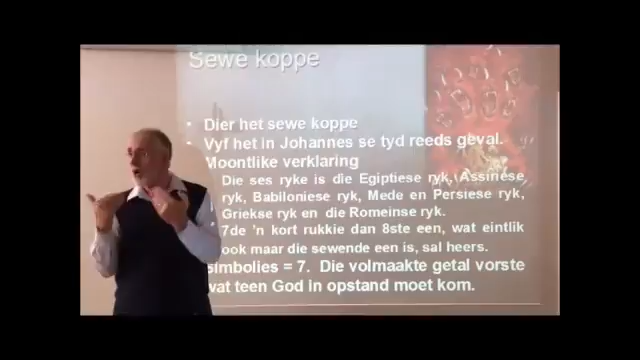 Sewe koppe
• Dier het sewe koppe
• Vyf het in Johannes se tyd reeds geval.
Moontlike verklaring
Die ses ryke is die Egiptiese ryk, Assiriese
ryk, Babiloniese ryk, Mede en Persiese ryk,
Griekse ryk en die Romeinse ryk.
7de 'n kort rukkie dan 8ste een, wat eintlik
ook maar die sewende een is, sal heers.
simbolies = 7. Die volmaakte getal vorste
wat teen God in opstand moet kom.